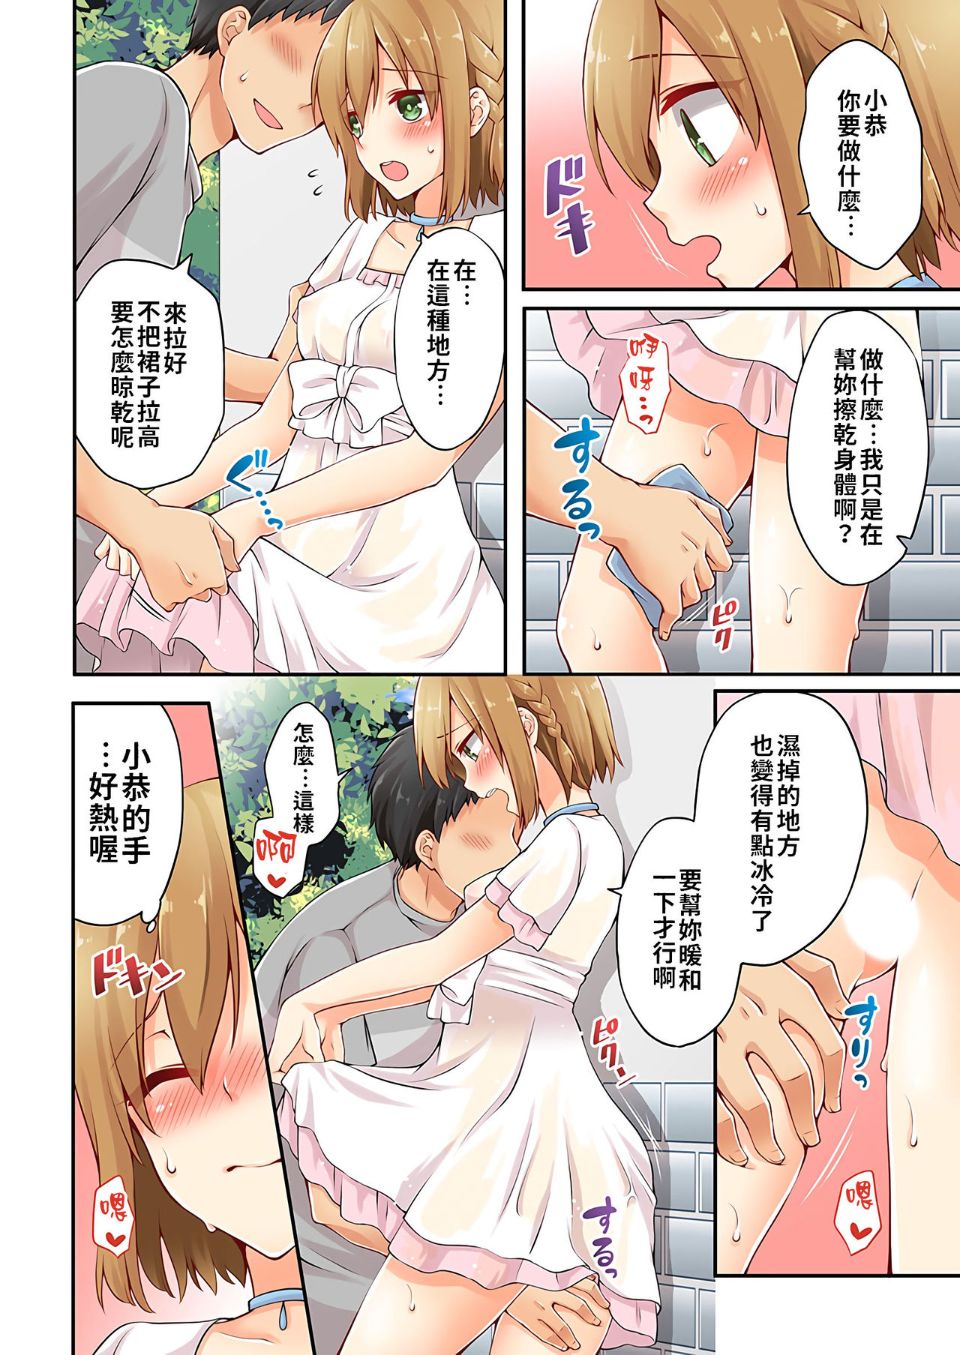 小恭
你要做什麼…
ドキ
做什麼…我只是在
幫妳擦乾身體啊？
咿
呀…っ
するっ
ピク
在…
在這種地方…
來拉好
不把裙子拉高
要怎麼晾乾呢
ぐ…っ
濕掉的地方
也變得有點冰冷了
要幫妳暖和
一下才行啊
すりっ
嗯♥
怎麼…這樣
啊♥
ピクン
するっ
小恭的手
…好熱喔
ドキン
嗯♥